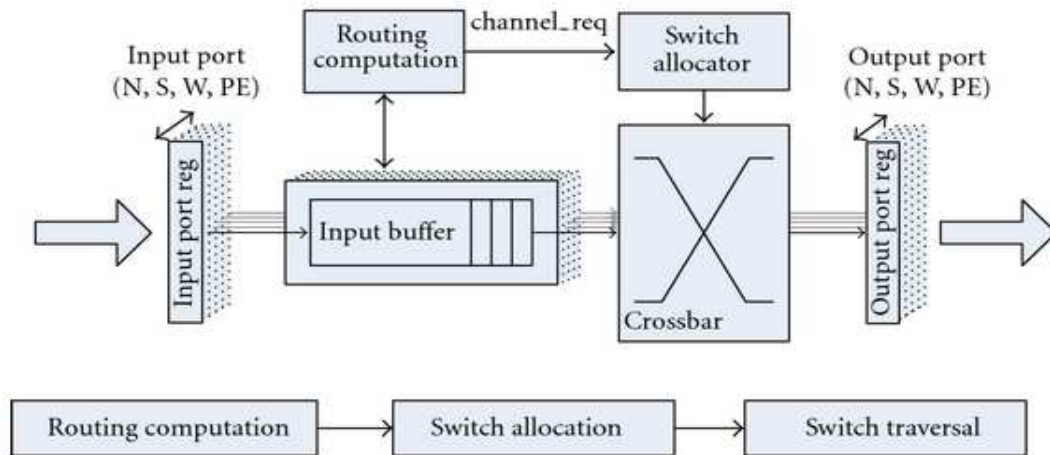 Input port
(N, S, W, PE)
Routing
computation
channel_req
Switch
allocator
Output port
(N, S, W, PE)
Input port reg
Input buffer
Crossbar
Output port reg
Routing computation
Switch allocation
Switch traversal